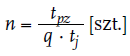 n = t_pz / (q · t_j) [szt.]